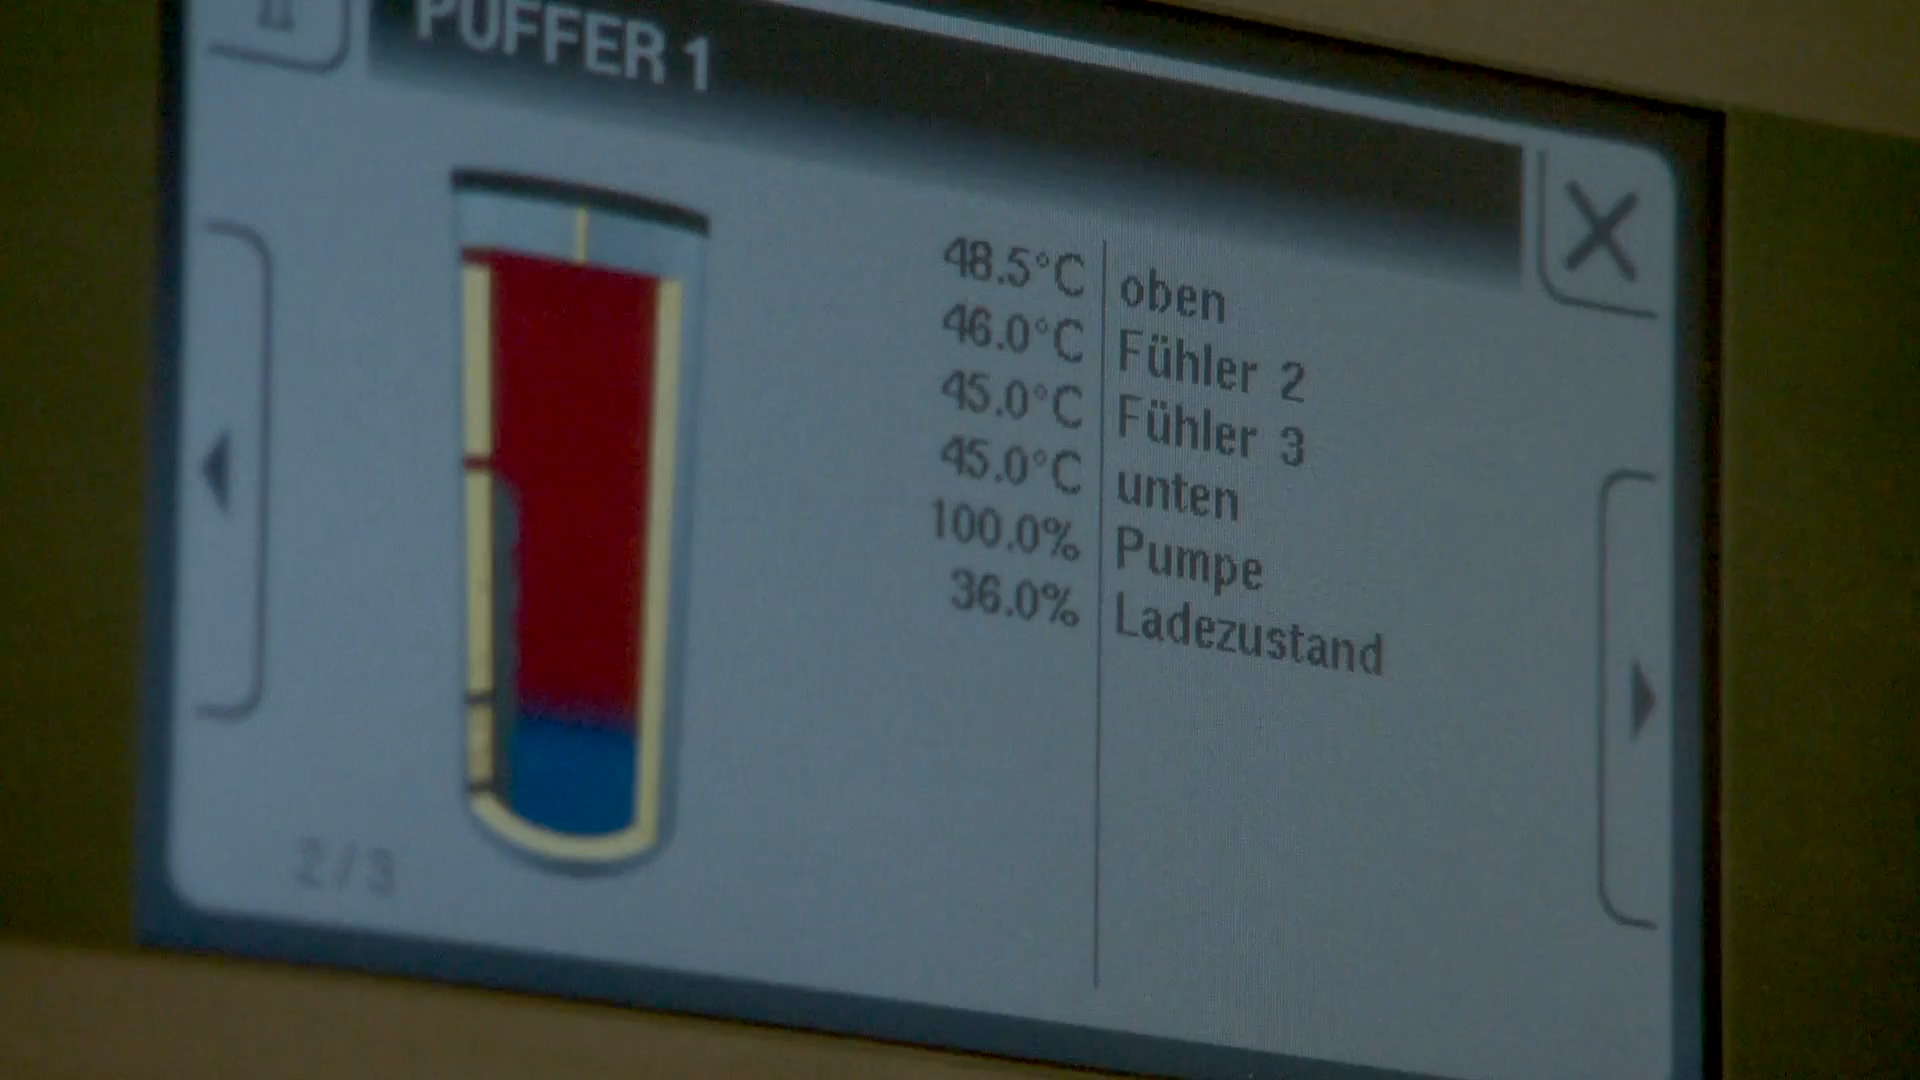 PUFFER 1
48.5°C oben
46.0°C Fühler 2
45.0°C Fühler 3
45.0°C unten
100.0% Pumpe
36.0% Ladezustand
2/3